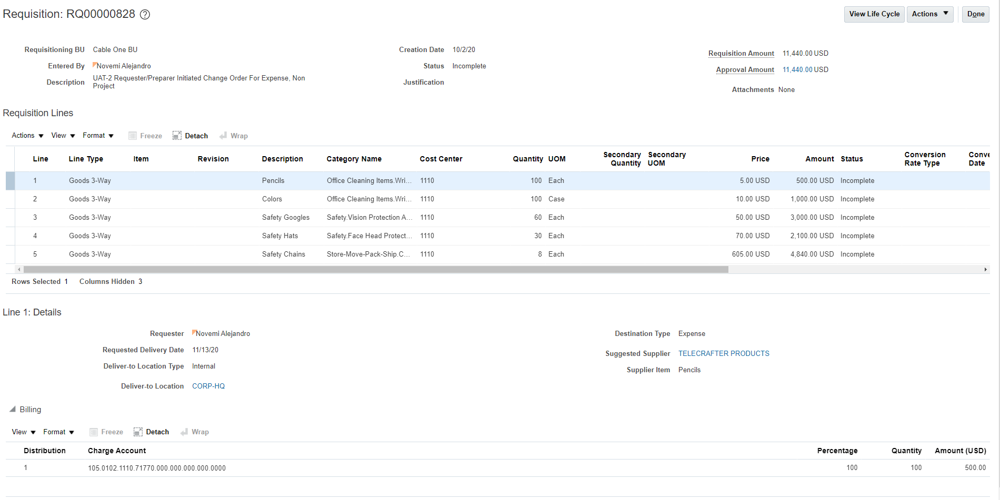 Requisition: RQ00000828 ?
View Life Cycle Actions Done
Requisitioning BU Cable One BU
Entered By Novemi Alejandro
Description UAT-2 Requester/Preparer Initiated Change Order For Expense, Non
Project
Creation Date 10/2/20
Status Incomplete
Justification
Requisition Amount 11,440.00 USD
Approval Amount 11,440.00 USD
Attachments None
Requisition Lines
Actions View Format Freeze Detach Wrap
Line Line Type Item Revision Description Category Name Cost Center Quantity UOM Secondary Quantity Secondary UOM Price Amount Status Conversion Rate Type Conve Date
1 Goods 3-Way Pencils Office Cleaning Items.Wri... 1110 100 Each 5.00 USD 500.00 USD Incomplete
2 Goods 3-Way Colors Office Cleaning Items.Wri... 1110 100 Case 10.00 USD 1,000.00 USD Incomplete
3 Goods 3-Way Safety Googles Safety.Vision Protection A... 1110 60 Each 50.00 USD 3,000.00 USD Incomplete
4 Goods 3-Way Safety Hats Safety.Face Head Protect... 1110 30 Each 70.00 USD 2,100.00 USD Incomplete
5 Goods 3-Way Safety Chains Store-Move-Pack-Ship.C... 1110 8 Each 605.00 USD 4,840.00 USD Incomplete
Rows Selected 1 Columns Hidden 3
Line 1: Details
Requester Novemi Alejandro
Requested Delivery Date 11/13/20
Deliver-to Location Type Internal
Deliver-to Location CORP-HQ
Destination Type Expense
Suggested Supplier TELECRAFTER PRODUCTS
Supplier Item Pencils
Billing
View Format Freeze Detach Wrap
Distribution Charge Account Percentage Quantity Amount (USD)
1 105.0102.1110.71770.000.000.000.000.0000 100 100 500.00